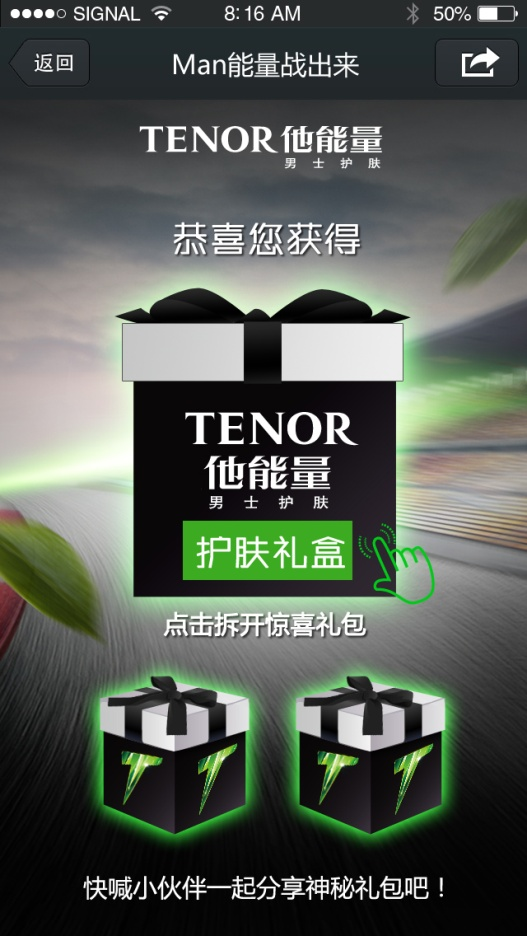 SIGNAL 8:16 AM 50%
返回 Man能量战出来
TENOR他能量
男士护肤
恭喜您获得
TENOR
他能量
男士护肤
护肤礼盒
点击拆开惊喜礼包
T T T T
快喊小伙伴一起分享神秘礼包吧！